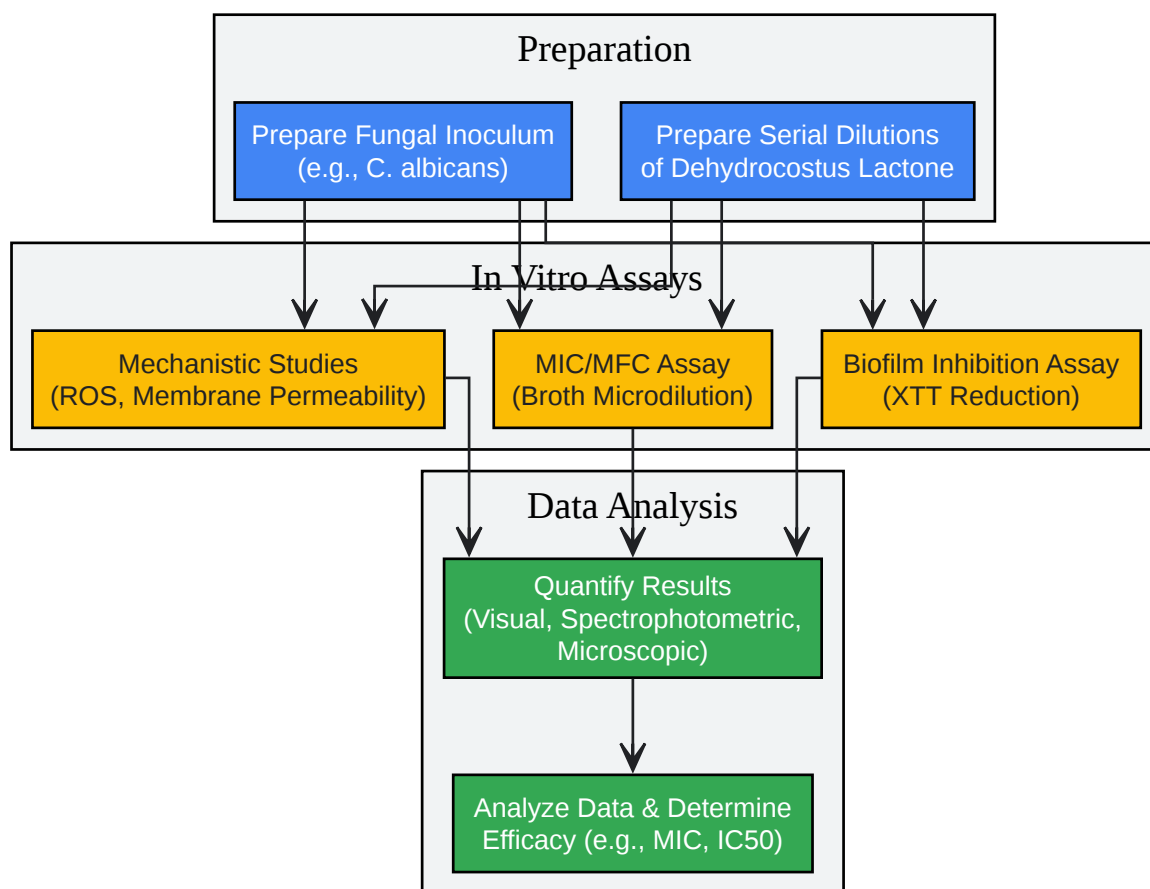 Preparation
Prepare Fungal Inoculum
(e.g., C. albicans)
Prepare Serial Dilutions
of Dehydrocostus Lactone
In Vitro Assays
Mechanistic Studies
(ROS, Membrane Permeability)
MIC/MFC Assay
(Broth Microdilution)
Biofilm Inhibition Assay
(XTT Reduction)
Data Analysis
Quantify Results
(Visual, Spectrophotometric,
Microscopic)
Analyze Data & Determine
Efficacy (e.g., MIC, IC50)